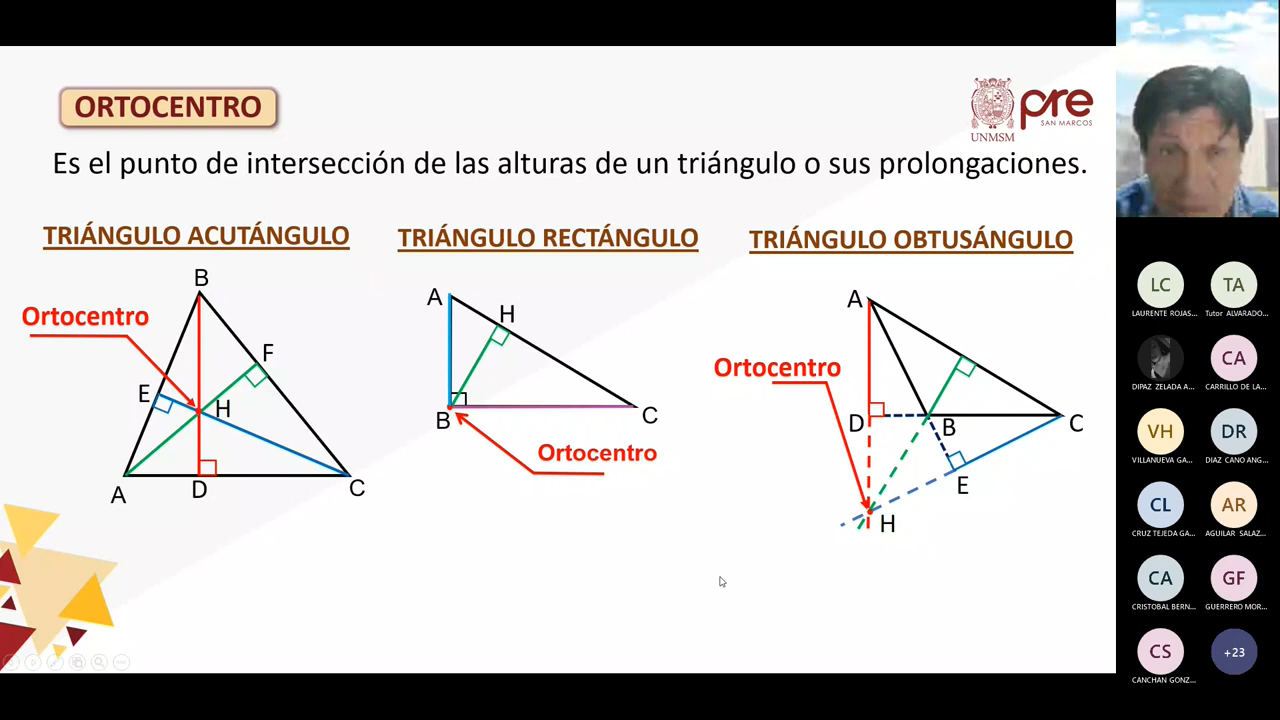 ORTOCENTRO
UNMSM
pre
SAN MARCOS
Es el punto de intersección de las alturas de un triángulo o sus prolongaciones.
TRIÁNGULO ACUTÁNGULO
B
Ortocentro
F
E
H
A
D
C
TRIÁNGULO RECTÁNGULO
A
H
B
C
Ortocentro
TRIÁNGULO OBTUSÁNGULO
A
Ortocentro
D
B
C
E
H
LC
LAURENTE ROJAS...
TA
Tutor ALVARADO...
DIPAZ ZELADA A...
CA
CARRILLO DE LA...
VH
VILLANUEVA GA...
DR
DIAZ CANO ANG...
CL
CRUZ TEJEDA GA...
AR
AGUILAR SALAZ...
CA
CRISTOBAL BERN...
GF
GUERRERO MOR...
CS
CANCHAN GONZ...
+23